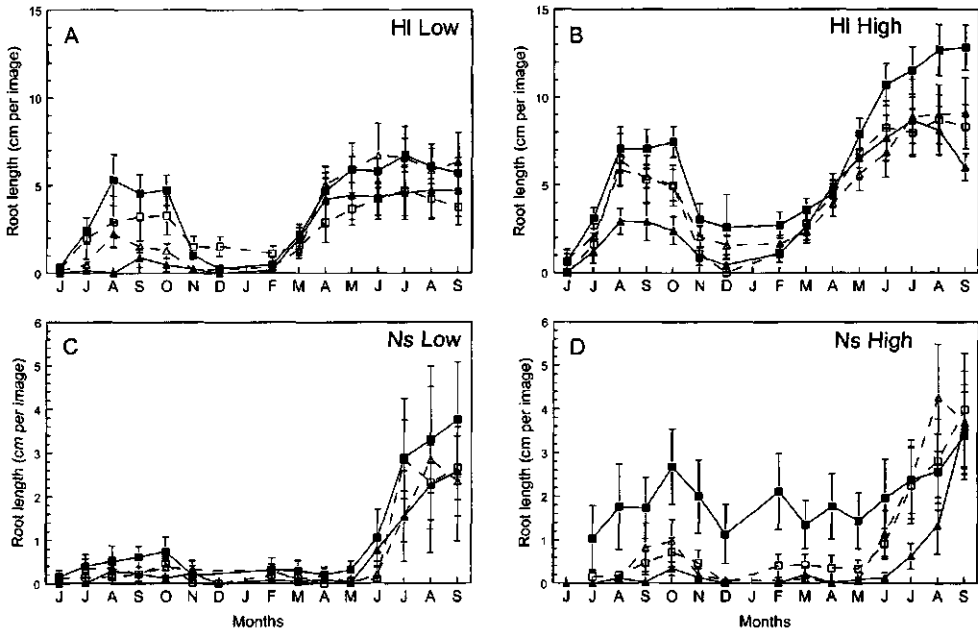 A
Hl Low
Root length (cm per image)
15
10
5
0
J J A S O N D J F M A M J J A S
B
Hl High
Root length (cm per image)
15
10
5
0
J J A S O N D J F M A M J J A S
C
Ns Low
Root length (cm per image)
6
5
4
3
2
1
0
J J A S O N D J F M A M J J A S
Months
D
Ns High
Root length (cm per image)
6
5
4
3
2
1
0
J J A S O N D J F M A M J J A S
Months